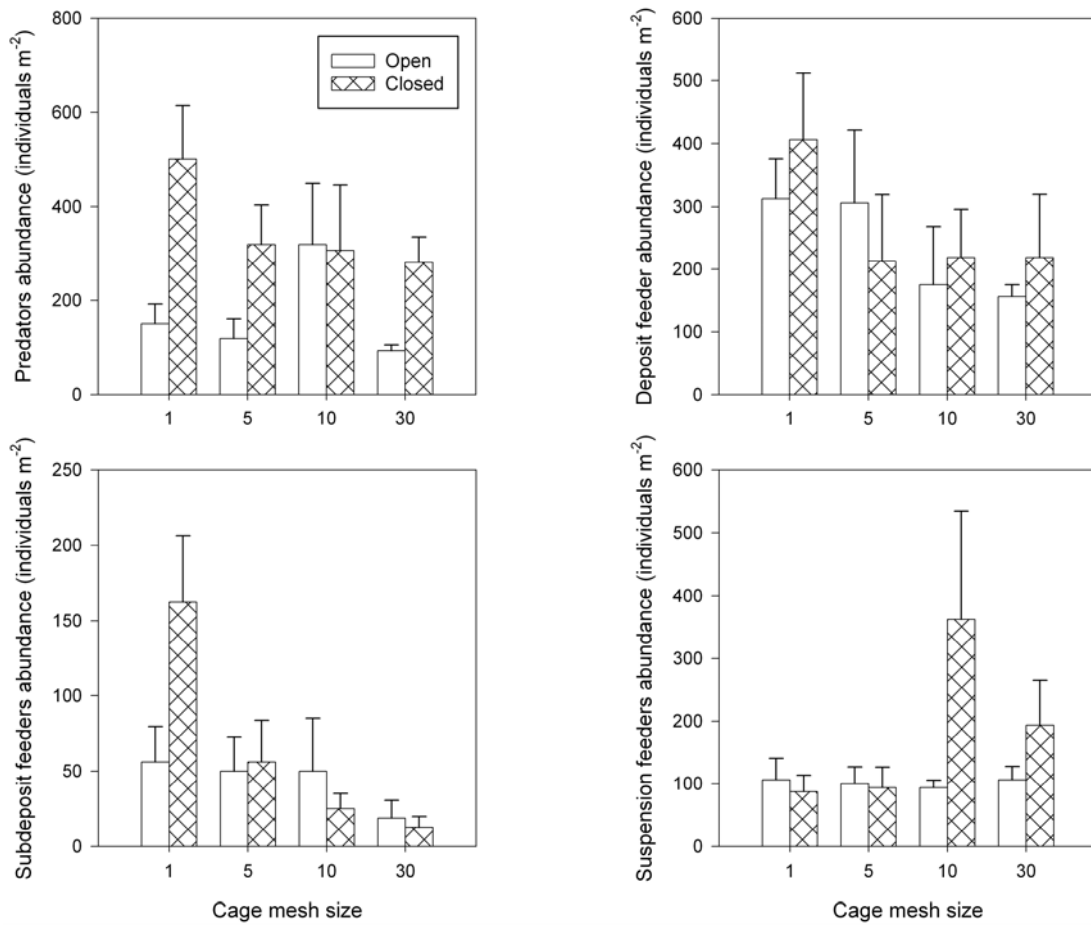 Predators abundance (individuals m⁻²)
800
600
400
200
0
Open
Closed
1 5 10 30
Deposit feeder abundance (individuals m⁻²)
600
500
400
300
200
100
0
1 5 10 30
Subdeposit feeders abundance (individuals m⁻²)
250
200
150
100
50
0
1 5 10 30
Cage mesh size
Suspension feeders abundance (individuals m⁻²)
600
500
400
300
200
100
0
1 5 10 30
Cage mesh size